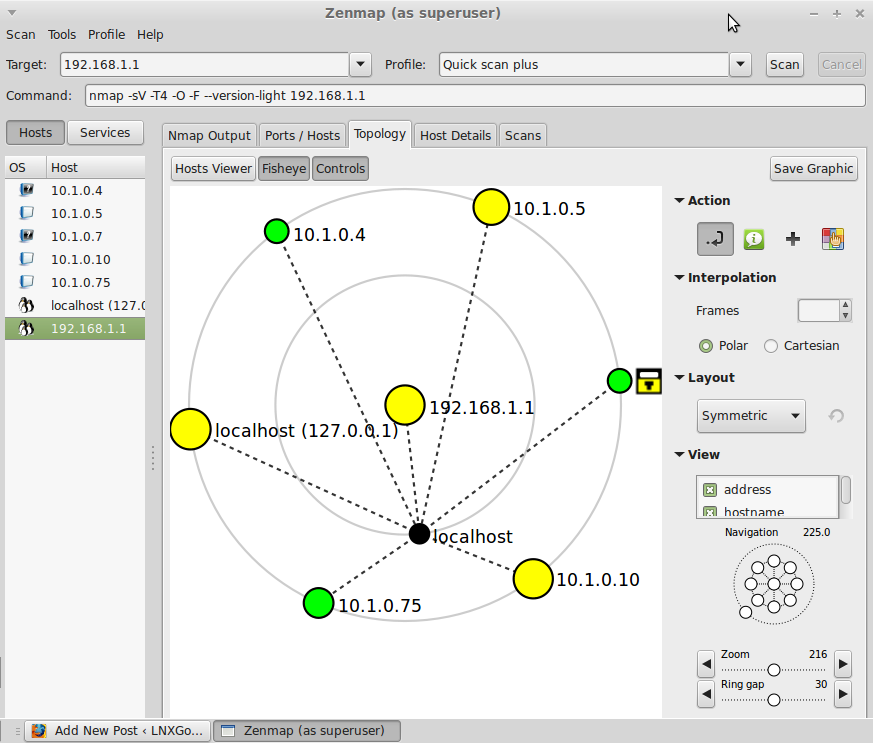 Zenmap (as superuser)
Scan Tools Profile Help
Target: 192.168.1.1 Profile: Quick scan plus Scan Cancel
Command: nmap -sV -T4 -O -F --version-light 192.168.1.1
Hosts Services
Nmap Output Ports / Hosts Topology Host Details Scans
OS Host
10.1.0.4
10.1.0.5
10.1.0.7
10.1.0.10
10.1.0.75
localhost (127.0
192.168.1.1
Hosts Viewer Fisheye Controls Save Graphic
10.1.0.5
10.1.0.4
192.168.1.1
localhost (127.0.0.1)
localhost
10.1.0.10
10.1.0.75
Action
Interpolation
Frames
Polar Cartesian
Layout
Symmetric
View
address
hostname
Navigation 225.0
Zoom 216
Ring gap 30
Add New Post ‹ LNXGo...
Zenmap (as superuser)